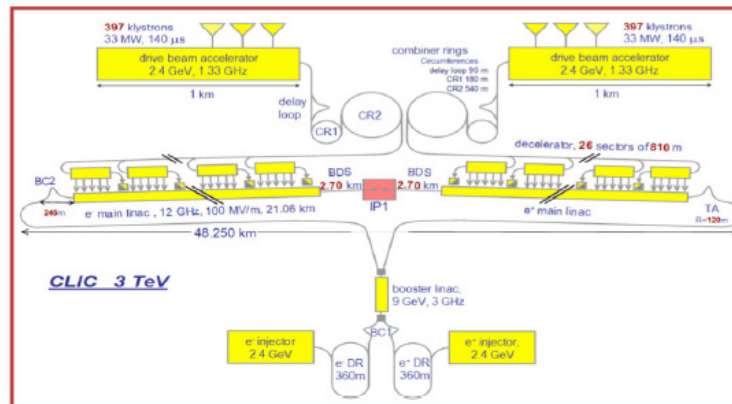 397 klystrons
33 MW, 140 μs
drive beam accelerator
2.4 GeV, 1.33 GHz
1 km
delay
loop
CR1
CR2
combiner rings
Circumferences
delay loop 90 m
CR1 180 m
CR2 540 m
397 klystrons
33 MW, 140 μs
drive beam accelerator
2.4 GeV, 1.33 GHz
1 km
decelerator, 26 sectors of 810 m
BC2
245m
BDS
2.70 km
IP1
BDS
2.70 km
e- main linac , 12 GHz, 100 MV/m, 21.06 km
e+ main linac
TA
R=120m
48.250 km
CLIC 3 TeV
booster linac,
9 GeV, 3 GHz
BC1
e- injector
2.4 GeV
e- DR
360m
e+ DR
360m
e+ injector,
2.4 GeV